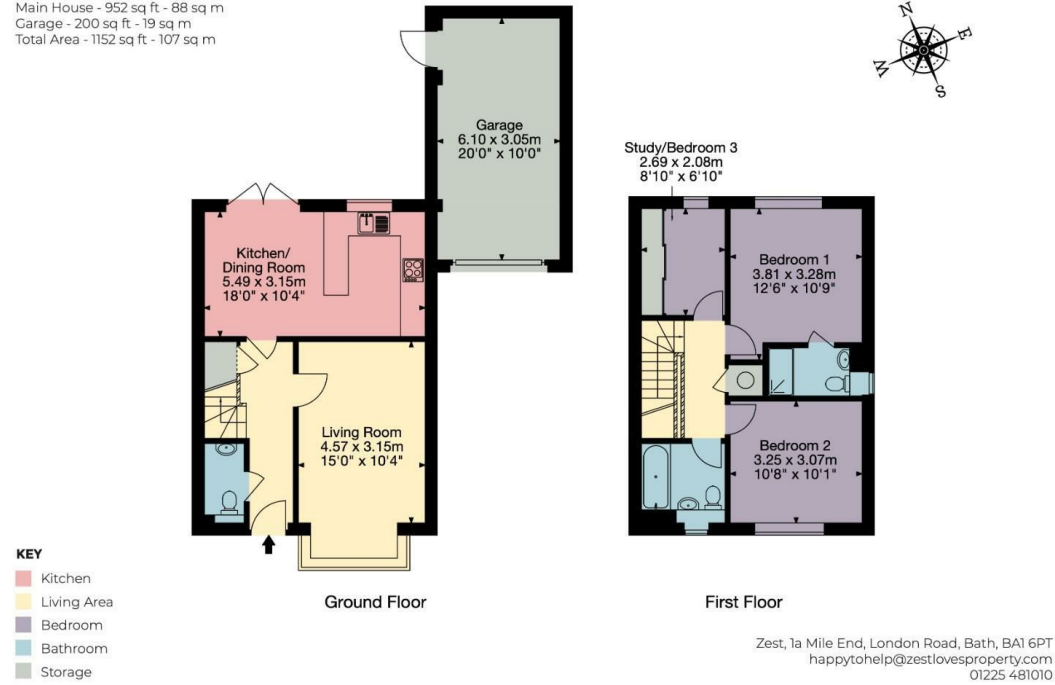 Main House - 952 sq ft - 88 sq m
Garage - 200 sq ft - 19 sq m
Total Area - 1152 sq ft - 107 sq m
N
E
W
S
Garage
6.10 x 3.05m
20'0" x 10'0"
Study/Bedroom 3
2.69 x 2.08m
8'10" x 6'10"
Kitchen/
Dining Room
5.49 x 3.15m
18'0" x 10'4"
Bedroom 1
3.81 x 3.28m
12'6" x 10'9"
Living Room
4.57 x 3.15m
15'0" x 10'4"
Bedroom 2
3.25 x 3.07m
10'8" x 10'1"
KEY
Kitchen
Living Area
Bedroom
Bathroom
Storage
Ground Floor
First Floor
Zest, 1a Mile End, London Road, Bath, BA1 6PT
happytohelp@zestlovesproperty.com
01225 481010